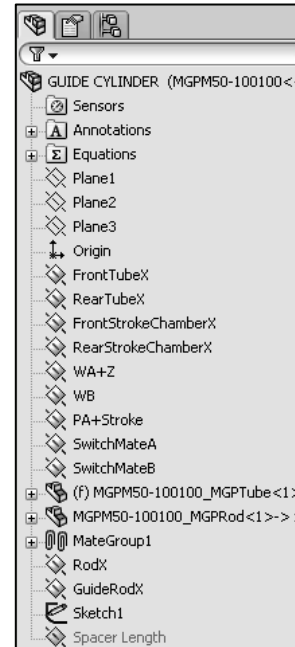 GUIDE CYLINDER (MGPM50-100100<
Sensors
A Annotations
Σ Equations
Plane1
Plane2
Plane3
Origin
FrontTubeX
RearTubeX
FrontStrokeChamberX
RearStrokeChamberX
WA+Z
WB
PA+Stroke
SwitchMateA
SwitchMateB
(f) MGPM50-100100_MGPTube<1>
MGPM50-100100_MGPRod<1>->
MateGroup1
RodX
GuideRodX
Sketch1
Spacer Length